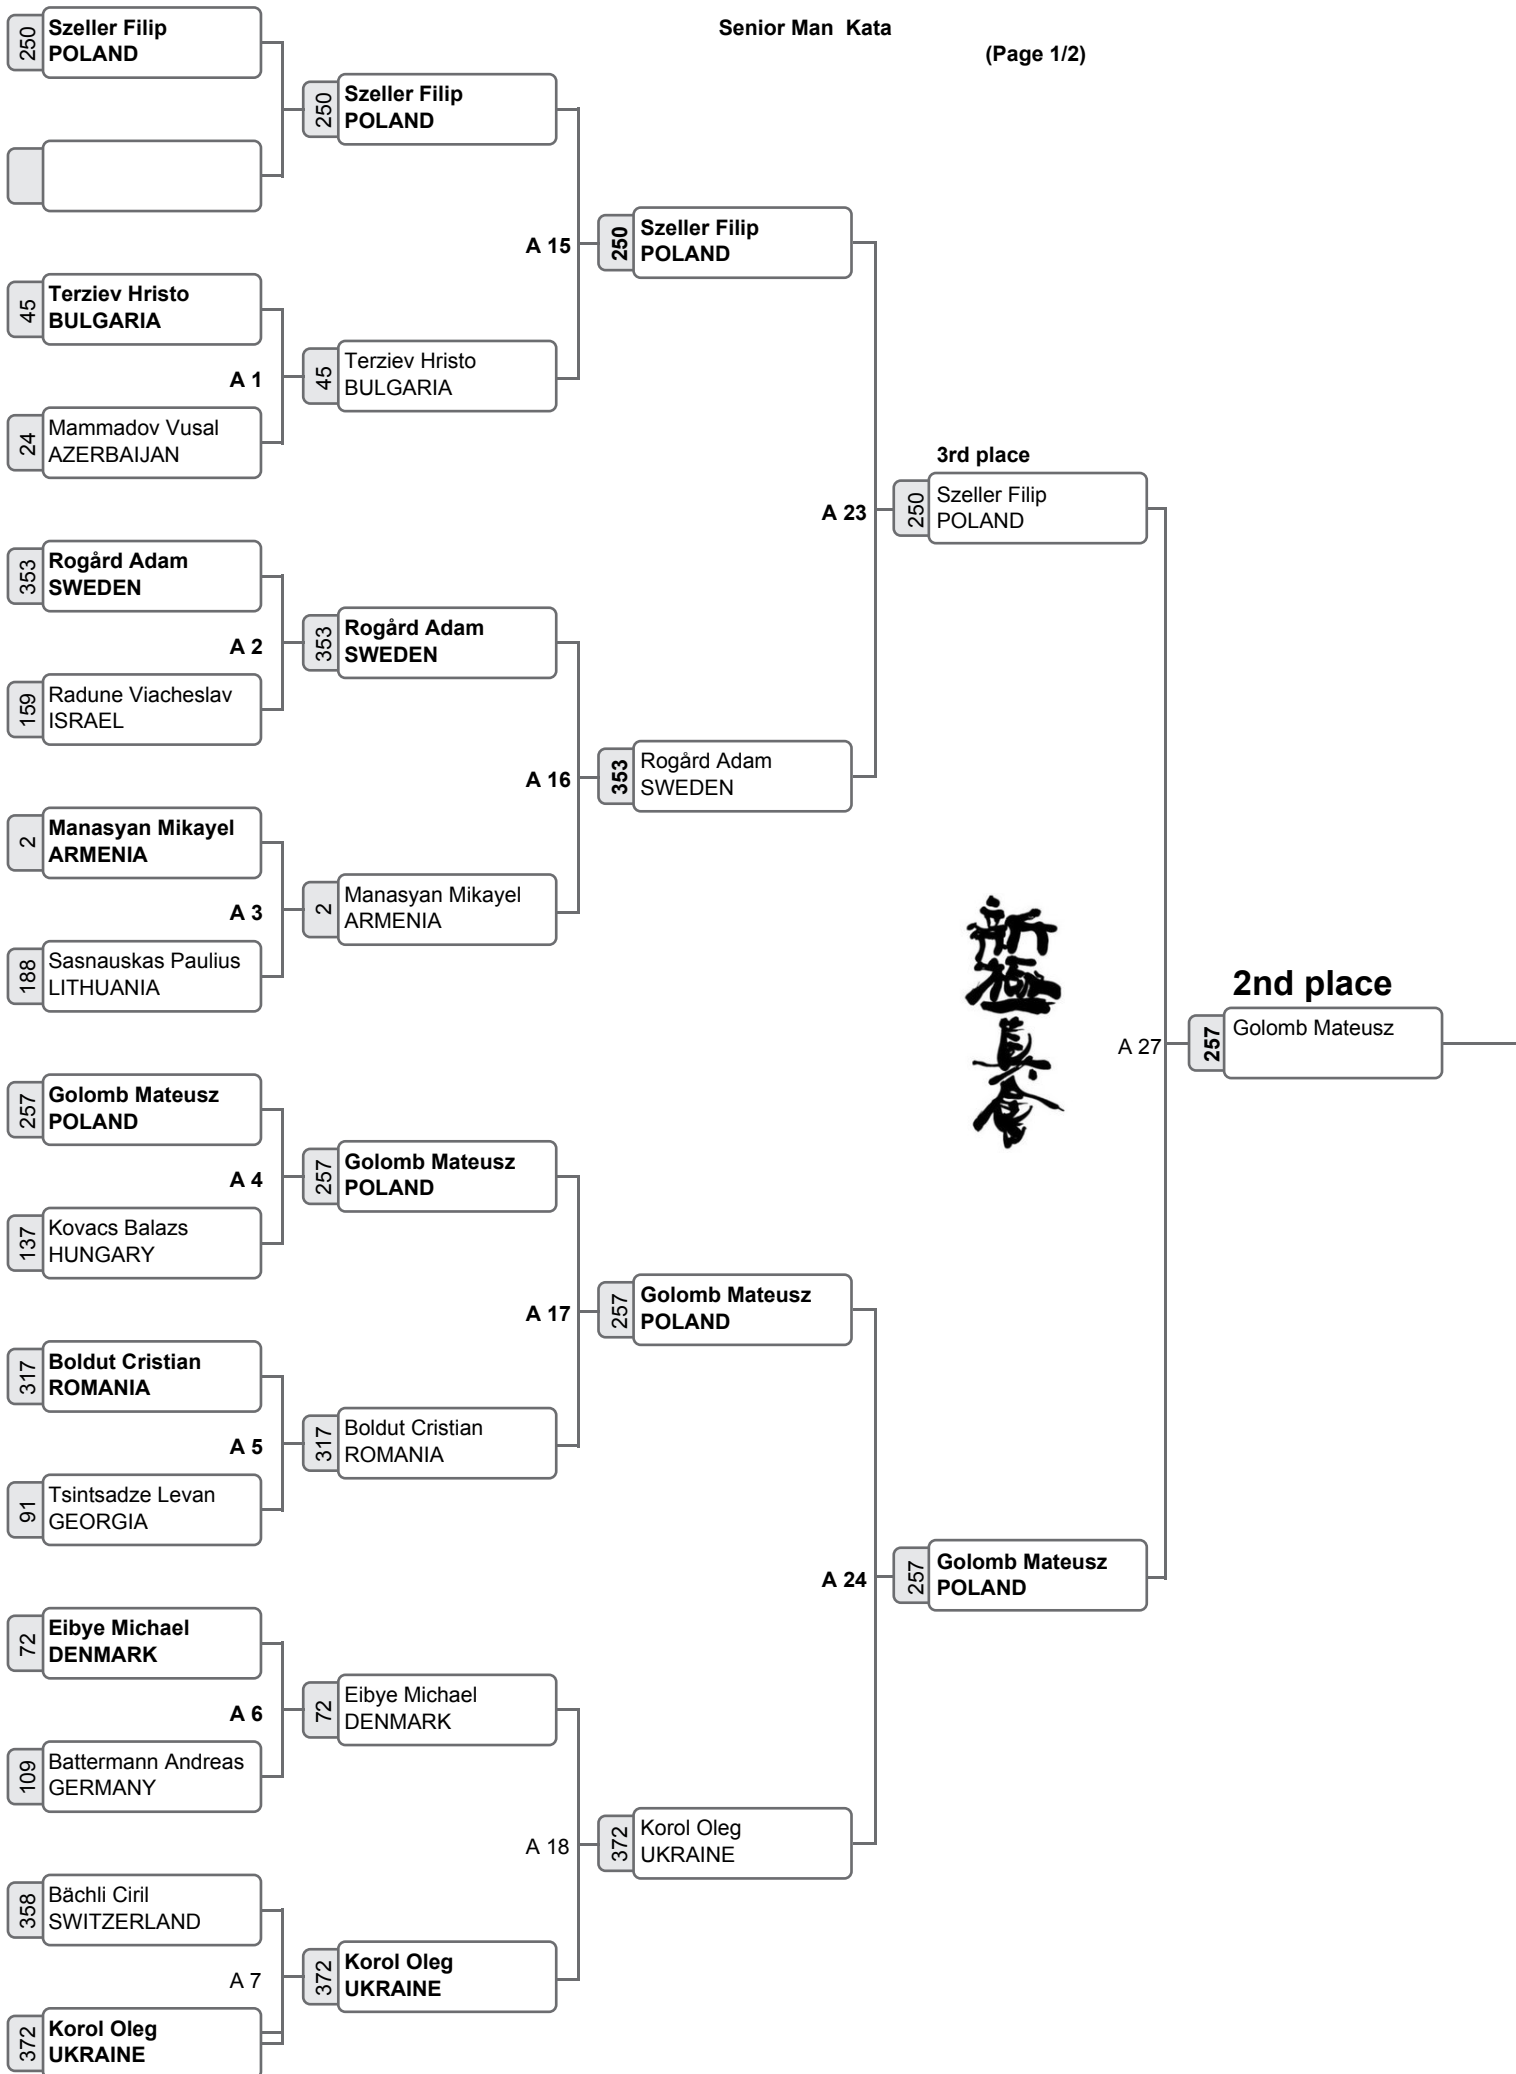 Senior Man Kata
(Page 1/2)
250
Szeller Filip
POLAND
45
Terziev Hristo
BULGARIA
A 1
24
Mammadov Vusal
AZERBAIJAN
353
Rogård Adam
SWEDEN
A 2
159
Radune Viacheslav
ISRAEL
2
Manasyan Mikayel
ARMENIA
A 3
188
Sasnauskas Paulius
LITHUANIA
257
Golomb Mateusz
POLAND
A 4
137
Kovacs Balazs
HUNGARY
317
Boldut Cristian
ROMANIA
A 5
91
Tsintsadze Levan
GEORGIA
72
Eibye Michael
DENMARK
A 6
109
Battermann Andreas
GERMANY
358
Bächli Ciril
SWITZERLAND
A 7
372
Korol Oleg
UKRAINE
250
Szeller Filip
POLAND
A 15
45
Terziev Hristo
BULGARIA
353
Rogård Adam
SWEDEN
A 16
2
Manasyan Mikayel
ARMENIA
257
Golomb Mateusz
POLAND
A 17
317
Boldut Cristian
ROMANIA
72
Eibye Michael
DENMARK
A 18
372
Korol Oleg
UKRAINE
250
Szeller Filip
POLAND
A 23
353
Rogård Adam
SWEDEN
257
Golomb Mateusz
POLAND
A 24
372
Korol Oleg
UKRAINE
3rd place
250
Szeller Filip
POLAND
A 27
257
Golomb Mateusz
POLAND
新極真会
2nd place
257
Golomb Mateusz